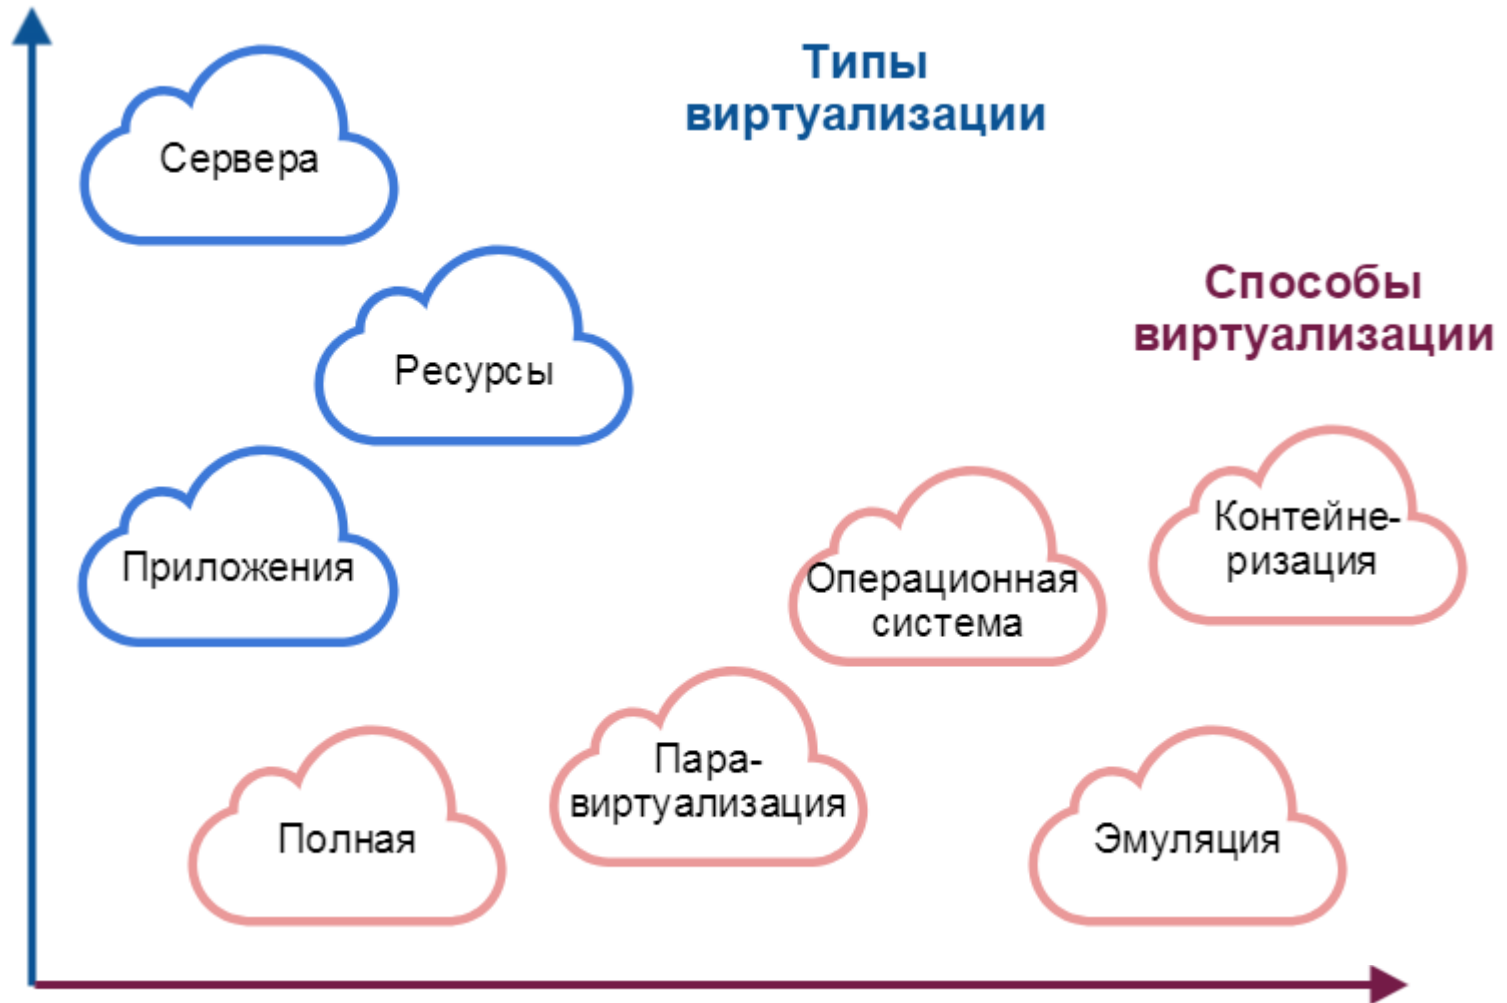 Типы
виртуализации
Сервера
Способы
виртуализации
Ресурсы
Приложения
Контейне-
ризация
Операционная
система
Пара-
виртуализация
Полная
Эмуляция